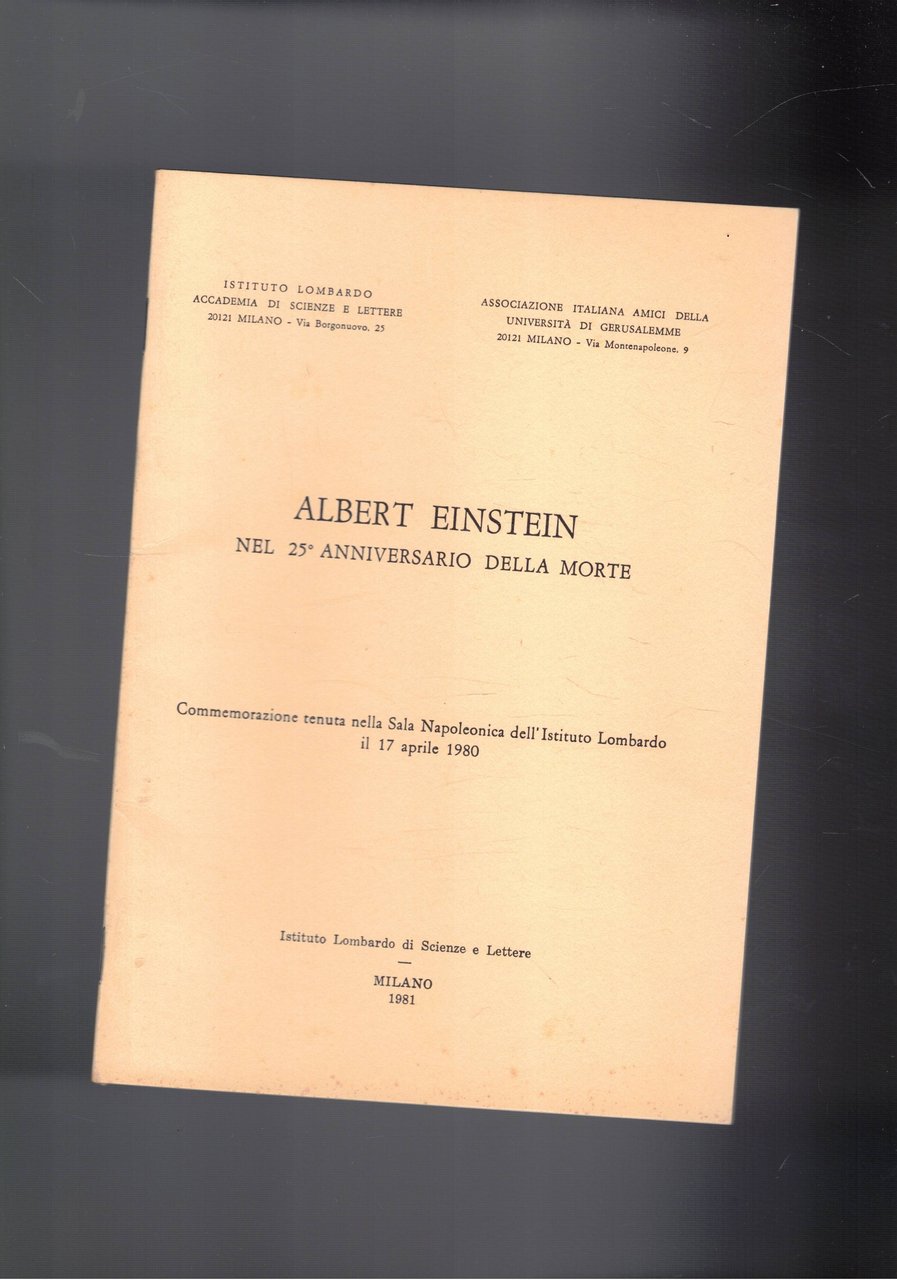 ISTITUTO LOMBARDO
ACCADEMIA DI SCIENZE E LETTERE
20121 MILANO - Via Borgonuovo, 25
ASSOCIAZIONE ITALIANA AMICI DELLA
UNIVERSITÀ DI GERUSALEMME
20121 MILANO - Via Montenapoleone, 9
ALBERT EINSTEIN
NEL 25° ANNIVERSARIO DELLA MORTE
Commemorazione tenuta nella Sala Napoleonica dell'Istituto Lombardo
il 17 aprile 1980
Istituto Lombardo di Scienze e Lettere
—
MILANO
1981